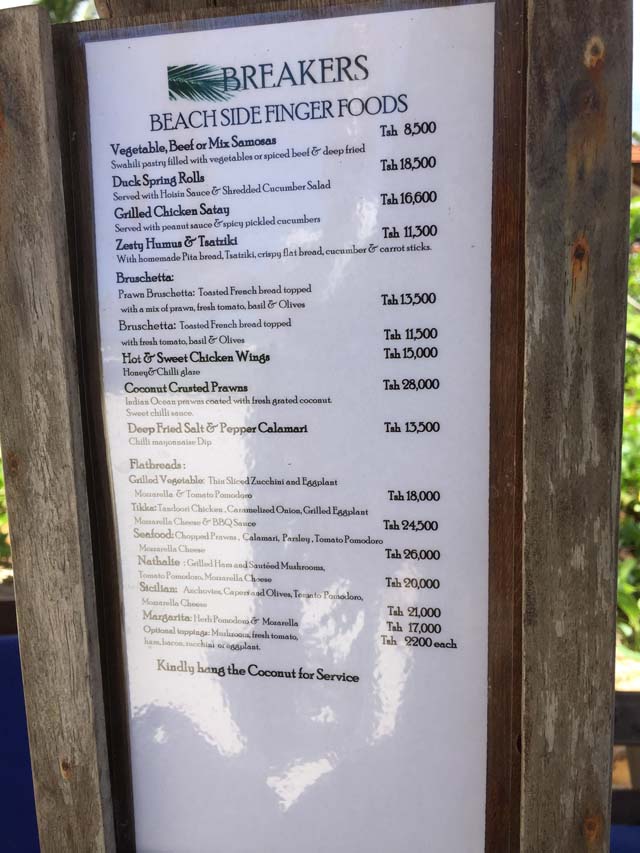 BREAKERS
BEACH SIDE FINGER FOODS
Vegetable, Beef or Mix Samosas Tsh 8,500
Swahili pastry filled with vegetables or spiced beef & deep fried
Duck Spring Rolls Tsh 18,500
Served with Hoisin Sauce & Shredded Cucumber Salad
Grilled Chicken Satay Tsh 16,600
Served with peanut sauce & spicy pickled cucumbers
Zesty Humus & Tsatziki Tsh 11,300
With homemade Pita bread, Tsatziki, crispy flat bread, cucumber & carrot sticks.
Bruschetta:
Prawn Bruschetta: Toasted French bread topped
with a mix of prawn, fresh tomato, basil & Olives Tsh 13,500
Bruschetta: Toasted French bread topped
with fresh tomato, basil & Olives Tsh 11,500
Hot & Sweet Chicken Wings Tsh 15,000
Honey&Chilli glaze
Coconut Crusted Prawns Tsh 28,000
Indian Ocean prawns coated with fresh grated coconut.
Sweet chilli sauce.
Deep Fried Salt & Pepper Calamari Tsh 13,500
Chilli mayonnaise Dip
Flatbreads :
Grilled Vegetable: Thin Sliced Zucchini and Eggplant
Mozzarella & Tomato Pomodoro Tsh 18,000
Tikka: Tandoori Chicken , Caramelized Onion, Grilled Eggplant
Mozzarella Cheese & BBQ Sauce Tsh 24,500
Seafood: Chopped Prawns , Calamari, Parsley , Tomato Pomodoro
Mozzarella Cheese Tsh 26,000
Nathalie : Grilled Ham and Sautéed Mushrooms,
Tomato Pomodoro, Mozzarella Cheese Tsh 20,000
Sicilian: Anchovies, Capers and Olives, Tomato Pomodoro,
Mozzarella Cheese Tsh 21,000
Margarita: Herb Pomodoro & Mozarella Tsh 17,000
Optional toppings: Mushroom, fresh tomato, Tsh 2200 each
ham, bacon, zucchini or eggplant.
Kindly hang the Coconut for Service